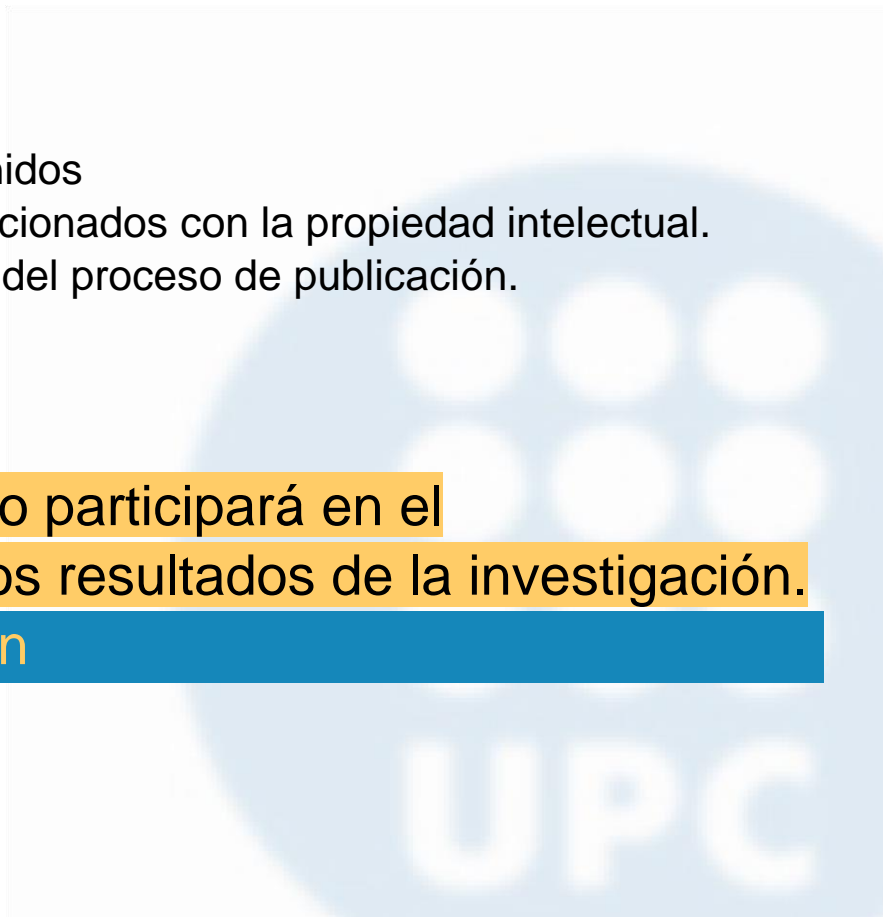 nidos
cionados con la propiedad intelectual.
del proceso de publicación.
o participará en el
os resultados de la investigación.
n
UPC